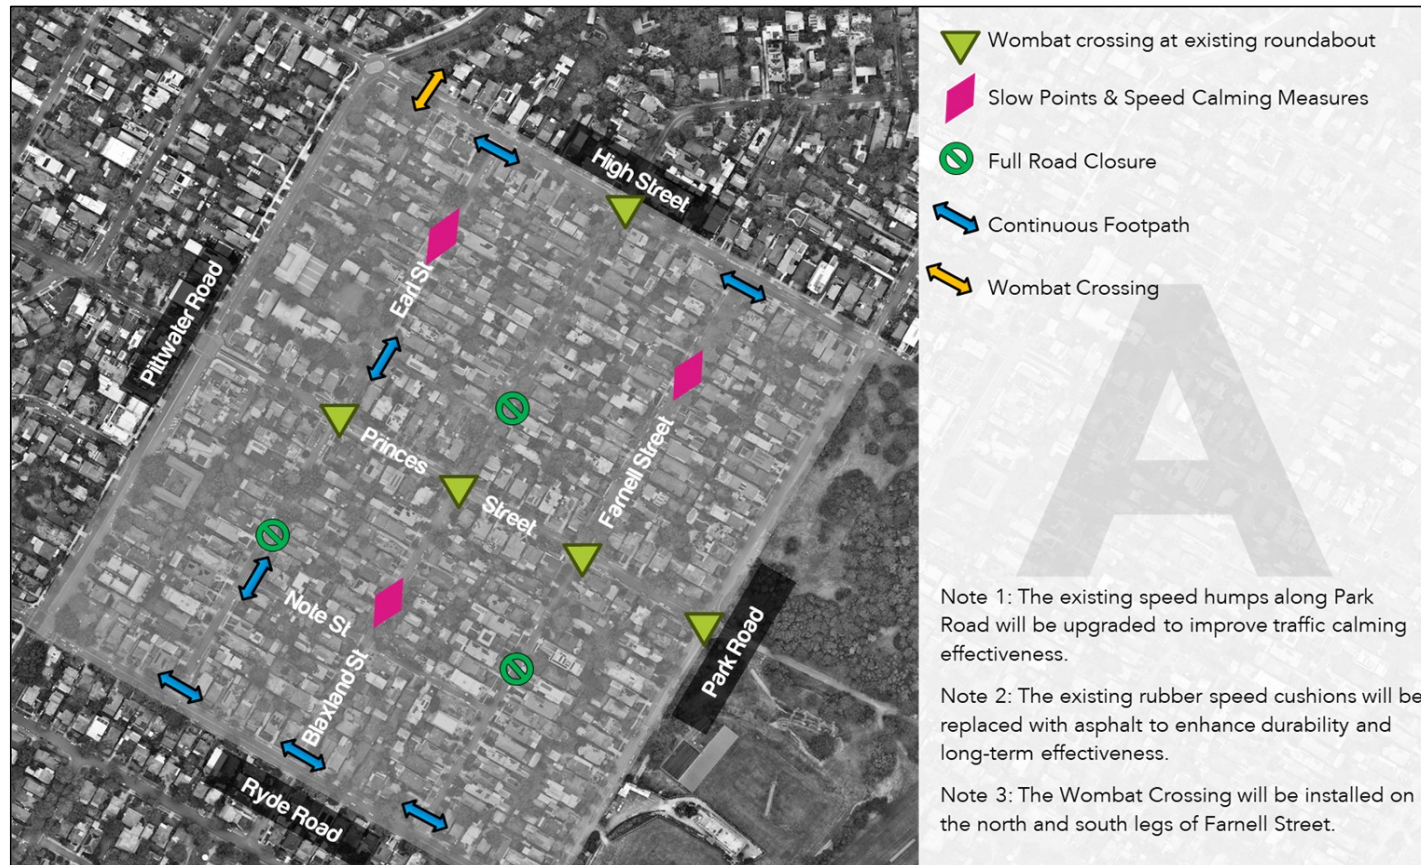 High Street
Pittwater Road
Earl St
Princes
Street
Farnell Street
Note St
Blaxland St
Park Road
Ryde Road
Wombat crossing at existing roundabout
Slow Points & Speed Calming Measures
Full Road Closure
Continuous Footpath
Wombat Crossing
A
Note 1: The existing speed humps along Park
Road will be upgraded to improve traffic calming
effectiveness.
Note 2: The existing rubber speed cushions will be
replaced with asphalt to enhance durability and
long-term effectiveness.
Note 3: The Wombat Crossing will be installed on
the north and south legs of Farnell Street.